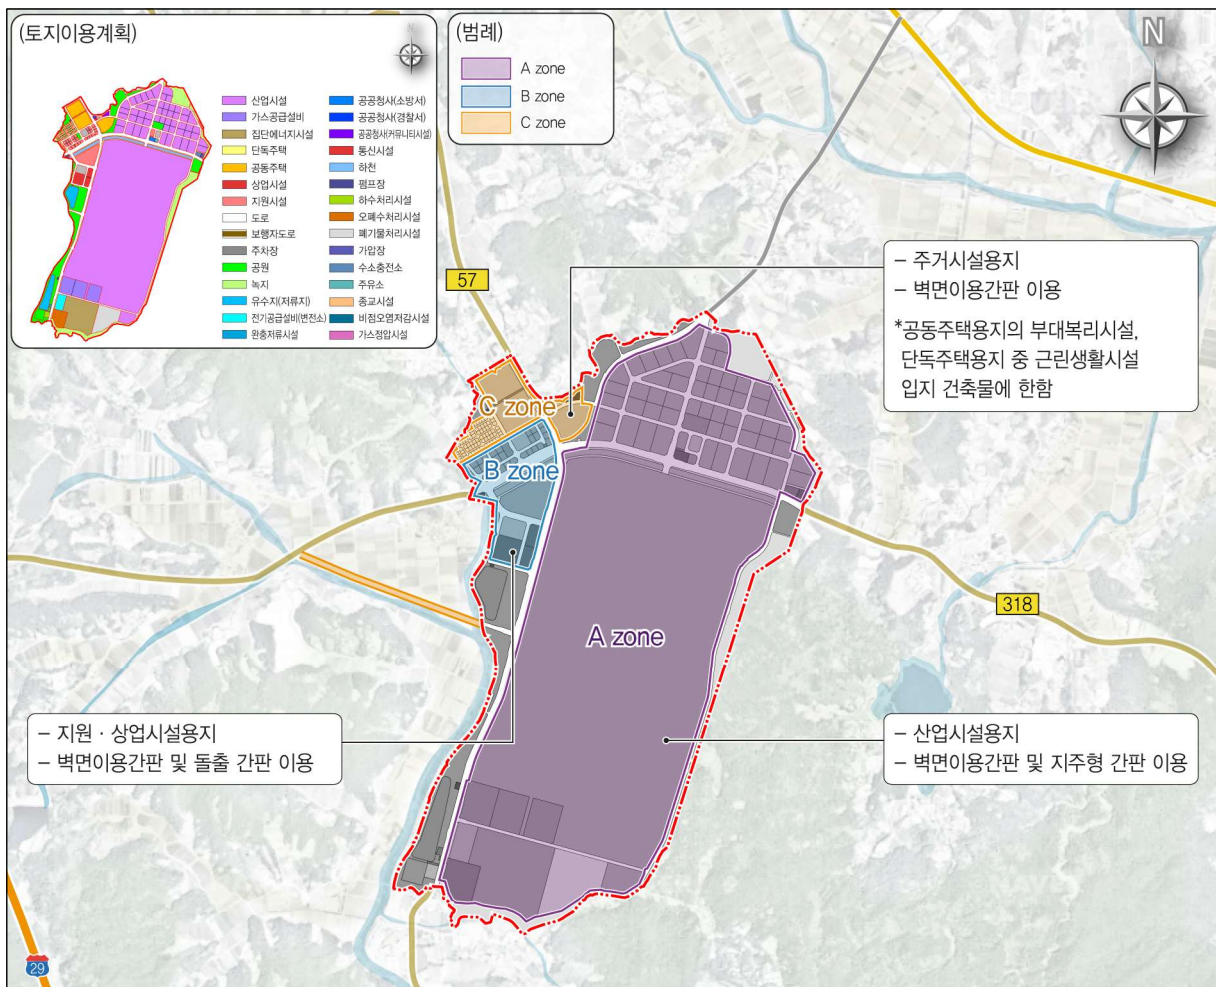 (토지이용계획)
산업시설
가스공급설비
집단에너지시설
단독주택
공동주택
상업시설
지원시설
도로
보행자도로
주차장
공원
녹지
유수지(저류지)
전기공급설비(변전소)
완충저류시설
공공청사(소방서)
공공청사(경찰서)
공공청사(커뮤니티시설)
통신시설
하천
펌프장
하수처리시설
오폐수처리시설
폐기물처리시설
가압장
수소충전소
주유소
종교시설
비점오염저감시설
가스정압시설
(범례)
A zone
B zone
C zone
N
57
– 주거시설용지
– 벽면이용간판 이용
*공동주택용지의 부대복리시설,
단독주택용지 중 근린생활시설
입지 건축물에 한함
C zone
B zone
318
A zone
– 지원 · 상업시설용지
– 벽면이용간판 및 돌출 간판 이용
– 산업시설용지
– 벽면이용간판 및 지주형 간판 이용
29